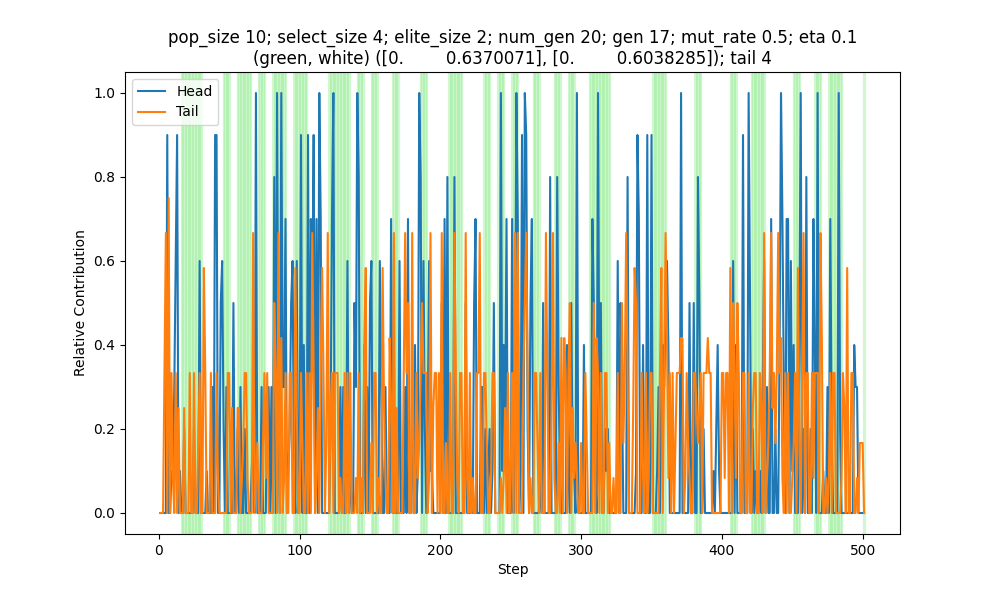 pop_size 10; select_size 4; elite_size 2; num_gen 20; gen 17; mut_rate 0.5; eta 0.1
(green, white) ([0. 0.6370071], [0. 0.6038285]); tail 4
Head
Tail
1.0
0.8
0.6
0.4
0.2
0.0
Relative Contribution
0 100 200 300 400 500
Step